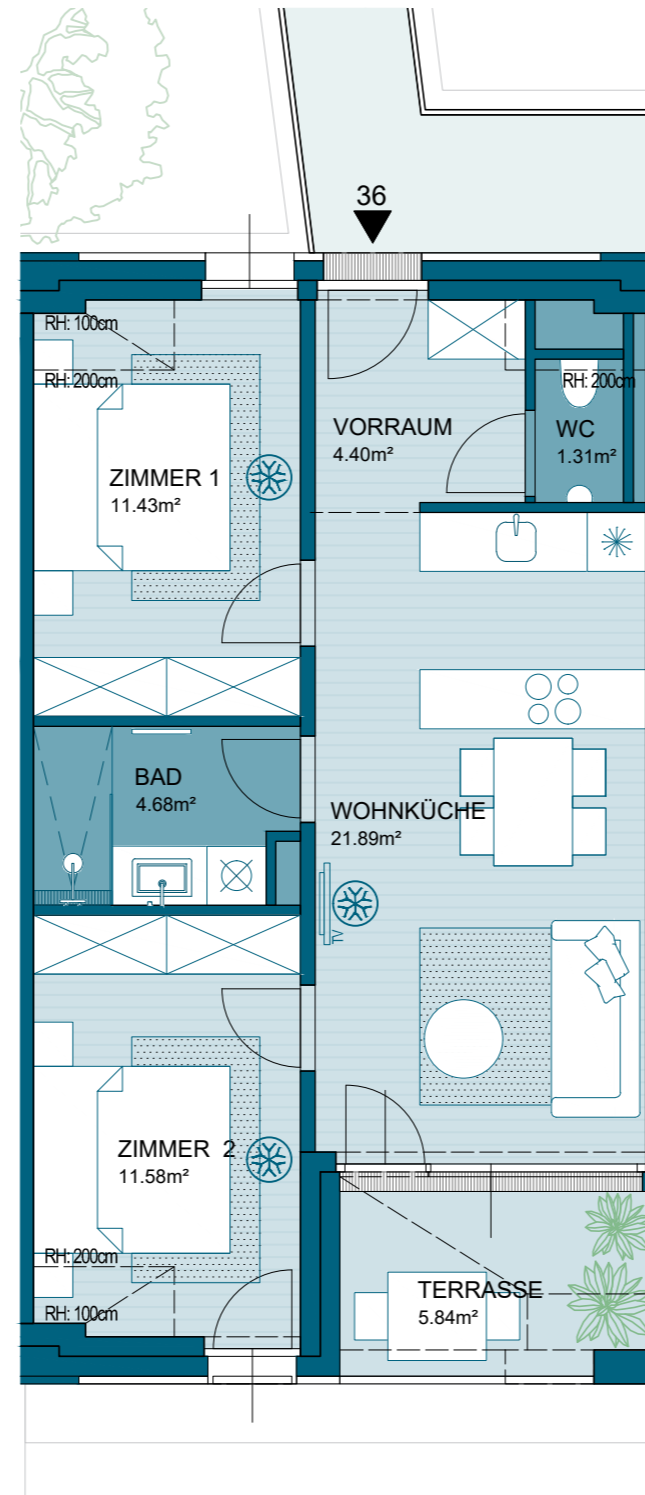 36
RH: 100cm
RH: 200cm
RH: 200cm
VORRAUM
4.40m²
WC
1.31m²
ZIMMER 1
11.43m²
BAD
4.68m²
WOHNKÜCHE
21.89m²
TV
ZIMMER 2
11.58m²
RH: 200cm
RH: 100cm
TERRASSE
5.84m²